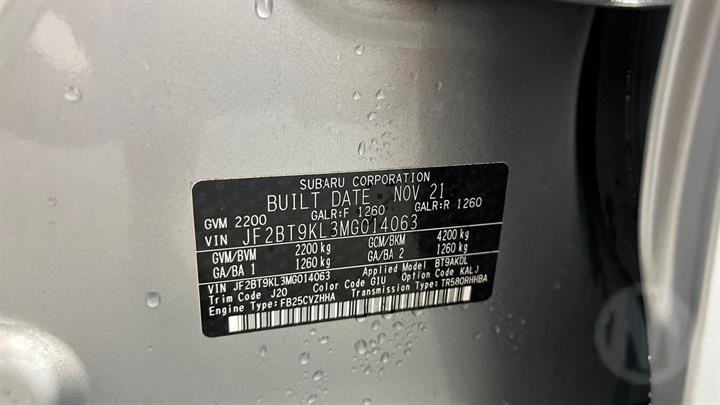 SUBARU CORPORATION
BUILT DATE NOV 21
GVM 2200 GALR:F 1260 GALR:R 1260
VIN JF2BT9KL3MG014063
GVM/BVM 2200 kg GCM/BKM 4200 kg
GA/BA 1 1260 kg GA/BA 2 1260 kg
VIN JF2BT9KL3MG014063 Applied Model BT9AKDL
Trim Code J20 Color Code G1U Option Code KALJ
Engine Type: FB25CVZHHA Transmission Type: TR580RHHBA
M